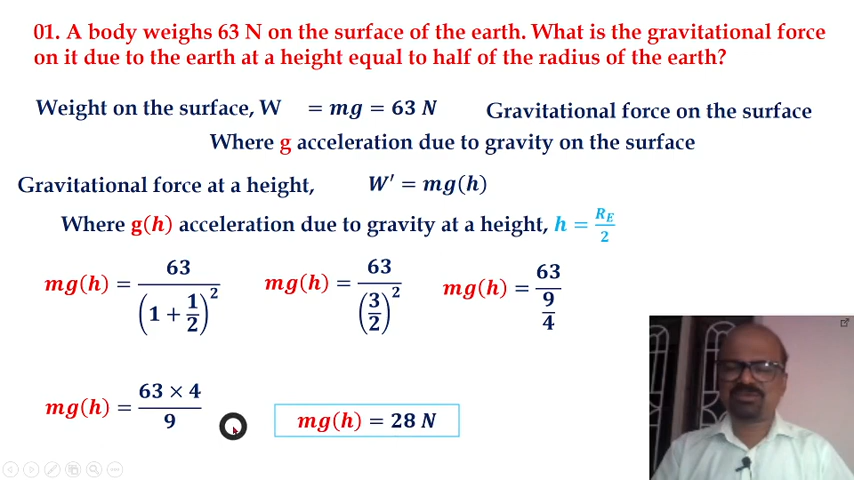 01. A body weighs 63 N on the surface of the earth. What is the gravitational force
on it due to the earth at a height equal to half of the radius of the earth?
Weight on the surface, W = mg = 63 N Gravitational force on the surface
Where g acceleration due to gravity on the surface
Gravitational force at a height, W′ = mg(h)
Where g(h) acceleration due to gravity at a height, h = R_E/2
mg(h) = 63/(1 + 1/2)² mg(h) = 63/(3/2)² mg(h) = 63/(9/4)
mg(h) = (63 × 4)/9 mg(h) = 28 N